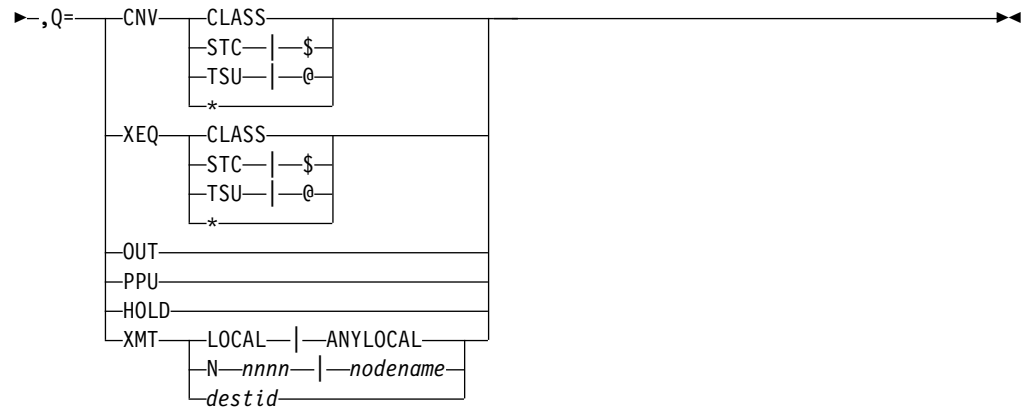 ,Q= CNV CLASS
STC | $
TSU | @
*
XEQ CLASS
STC | $
TSU | @
*
OUT
PPU
HOLD
XMT LOCAL | ANYLOCAL
N nnnn | nodename
destid